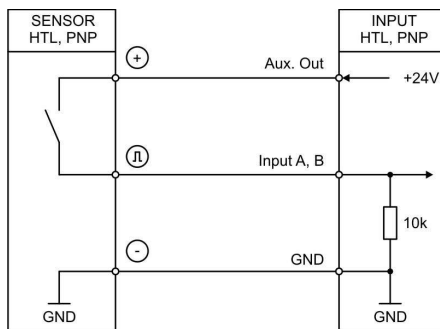 SENSOR
HTL, PNP
INPUT
HTL, PNP
+
Aux. Out
+24V
Input A, B
10k
-
GND
GND
GND